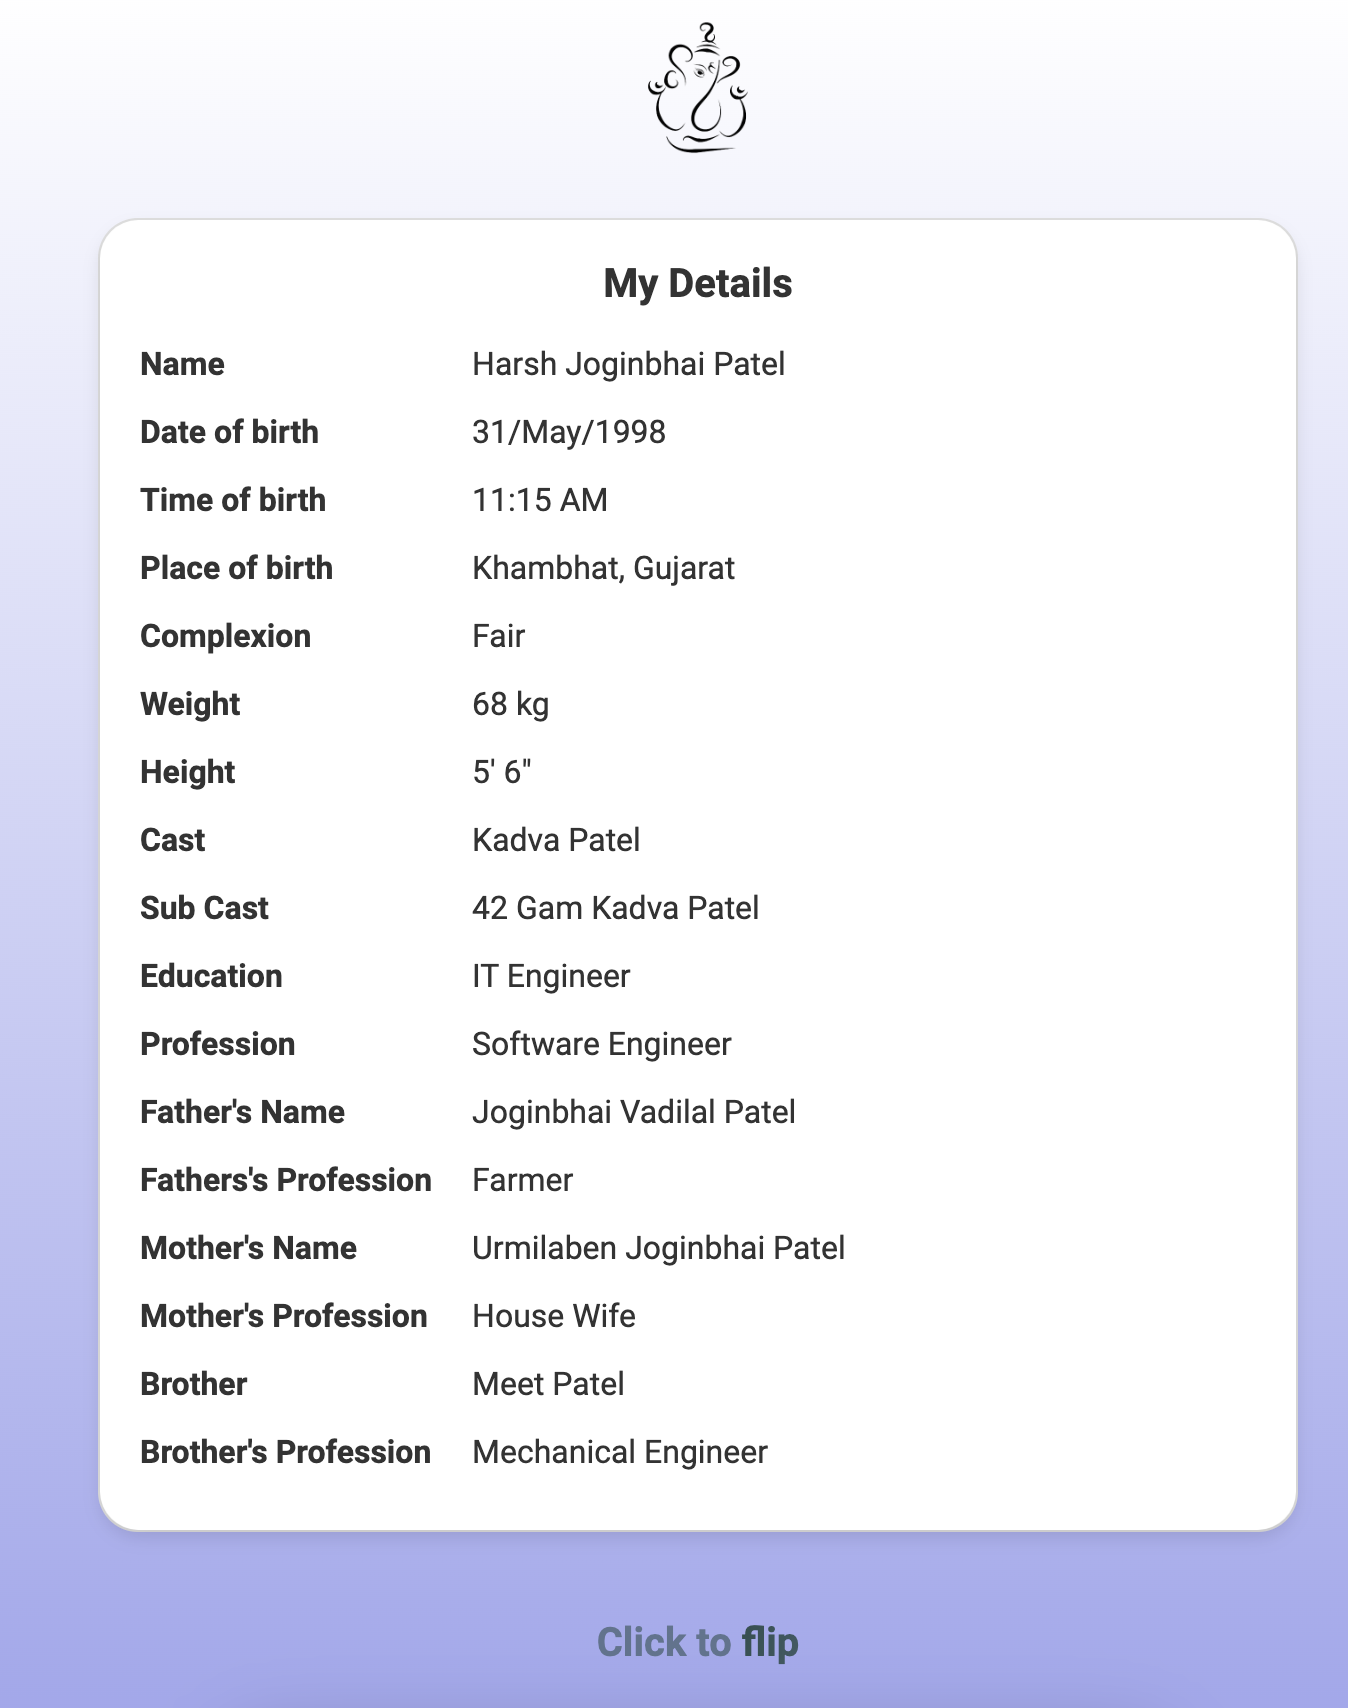 My Details
Name Harsh Joginbhai Patel
Date of birth 31/May/1998
Time of birth 11:15 AM
Place of birth Khambhat, Gujarat
Complexion Fair
Weight 68 kg
Height 5' 6"
Cast Kadva Patel
Sub Cast 42 Gam Kadva Patel
Education IT Engineer
Profession Software Engineer
Father's Name Joginbhai Vadilal Patel
Fathers's Profession Farmer
Mother's Name Urmilaben Joginbhai Patel
Mother's Profession House Wife
Brother Meet Patel
Brother's Profession Mechanical Engineer
Click to flip